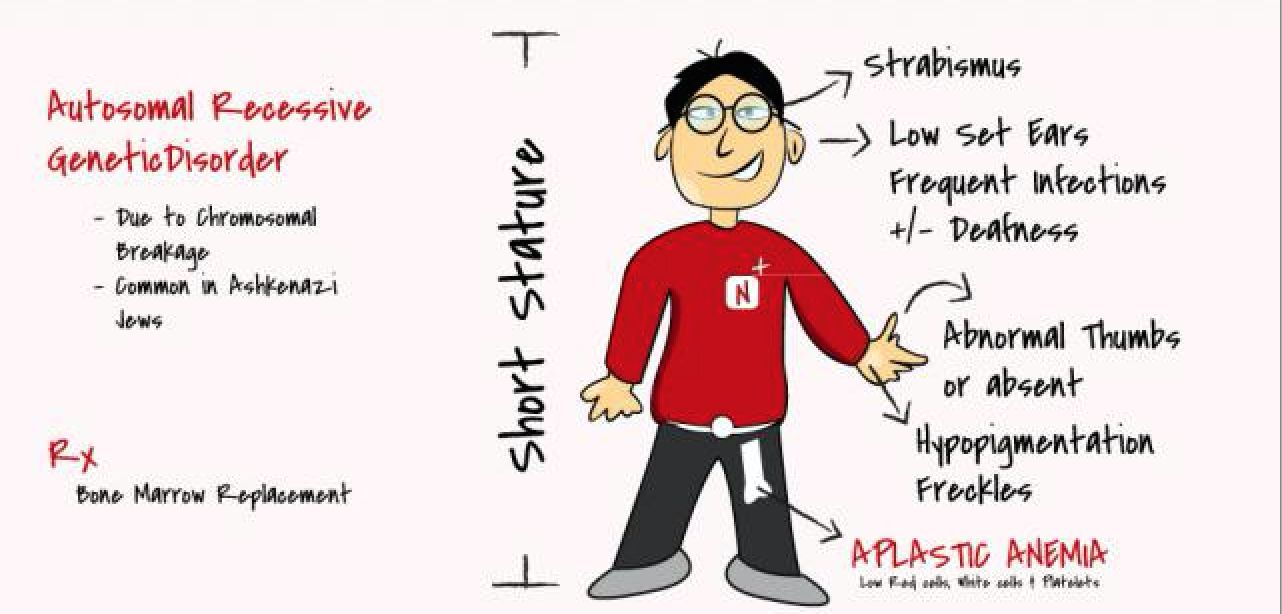 Autosomal Recessive
GeneticDisorder
- Due to Chromosomal
Breakage
- Common in Ashkenazi
Jews
Rx
Bone Marrow Replacement
Short Stature
Strabismus
Low Set Ears
Frequent Infections
+/- Deafness
N
Abnormal Thumbs
or absent
Hypopigmentation
Freckles
APLASTIC ANEMIA
Low Red cells, White cells & Platelets